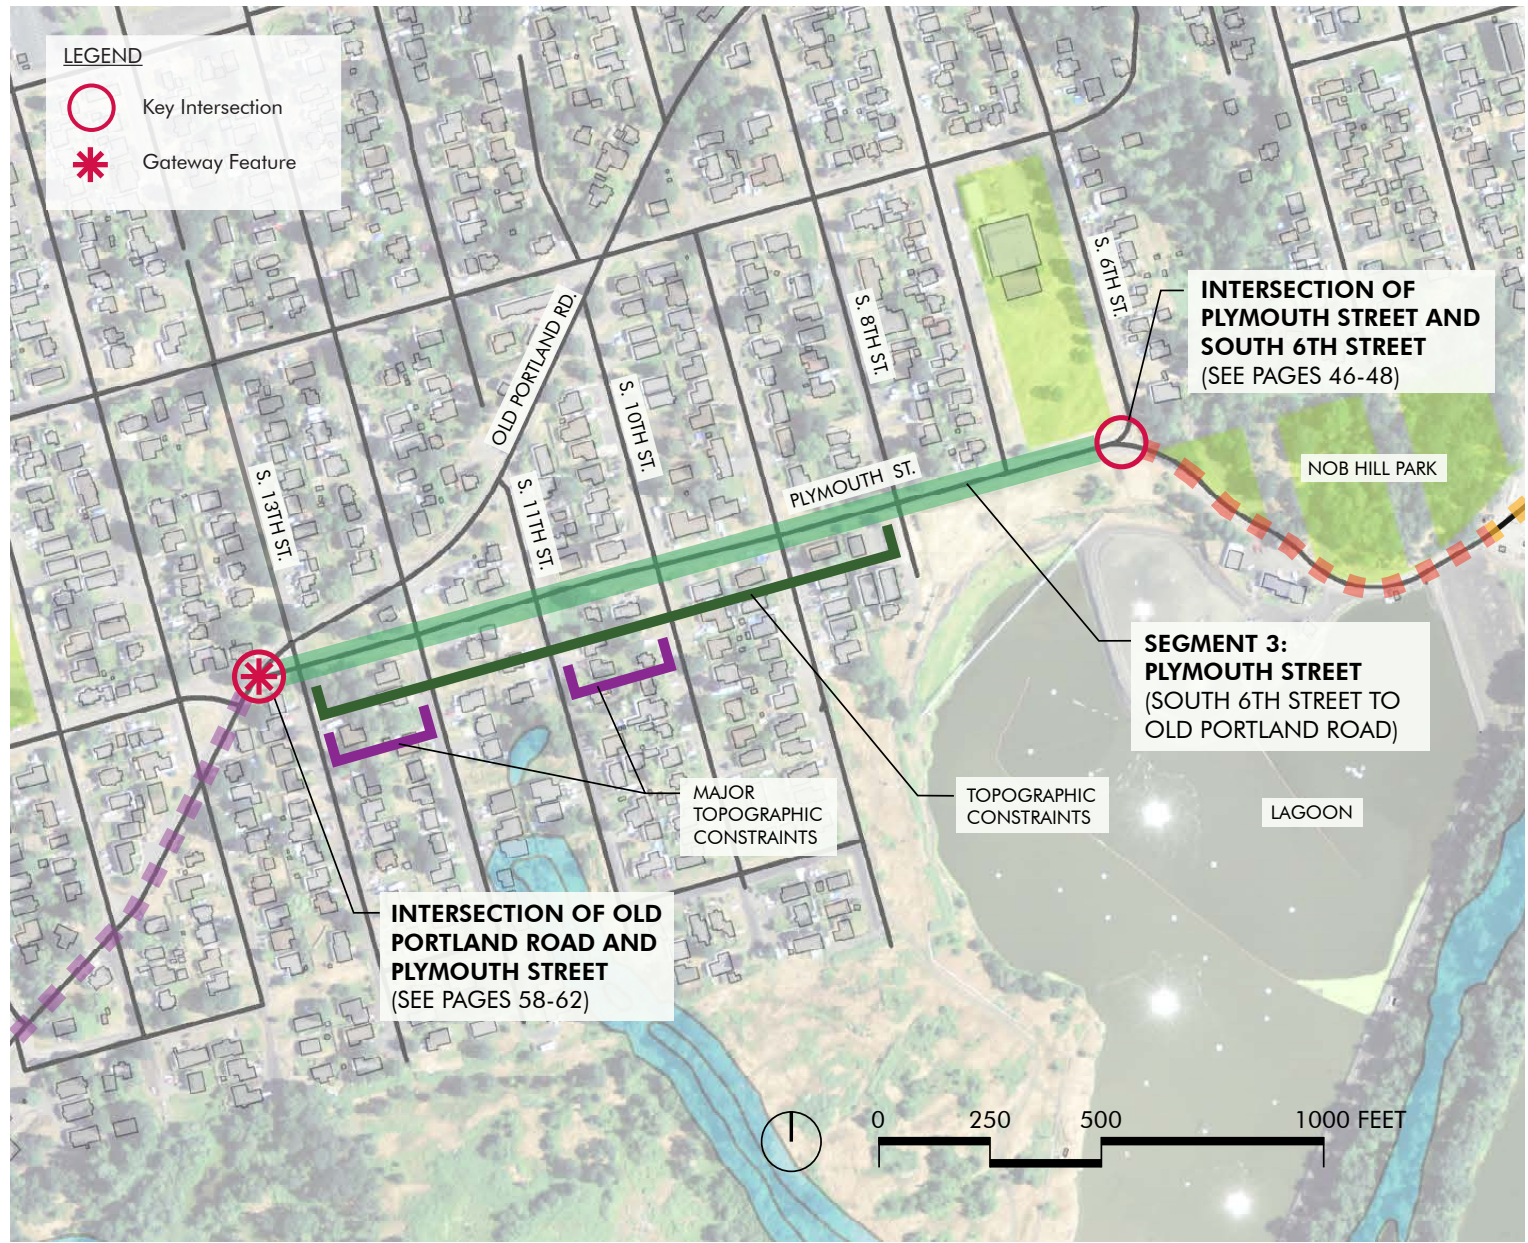 LEGEND
Key Intersection
Gateway Feature
S. 6TH ST.
INTERSECTION OF
PLYMOUTH STREET AND
SOUTH 6TH STREET
(SEE PAGES 46-48)
OLD PORTLAND RD.
S. 8TH ST.
S. 10TH ST.
NOB HILL PARK
PLYMOUTH ST.
S. 13TH ST.
S. 11TH ST.
SEGMENT 3:
PLYMOUTH STREET
(SOUTH 6TH STREET TO
OLD PORTLAND ROAD)
MAJOR
TOPOGRAPHIC
CONSTRAINTS
TOPOGRAPHIC
CONSTRAINTS
LAGOON
INTERSECTION OF OLD
PORTLAND ROAD AND
PLYMOUTH STREET
(SEE PAGES 58-62)
0 250 500 1000 FEET